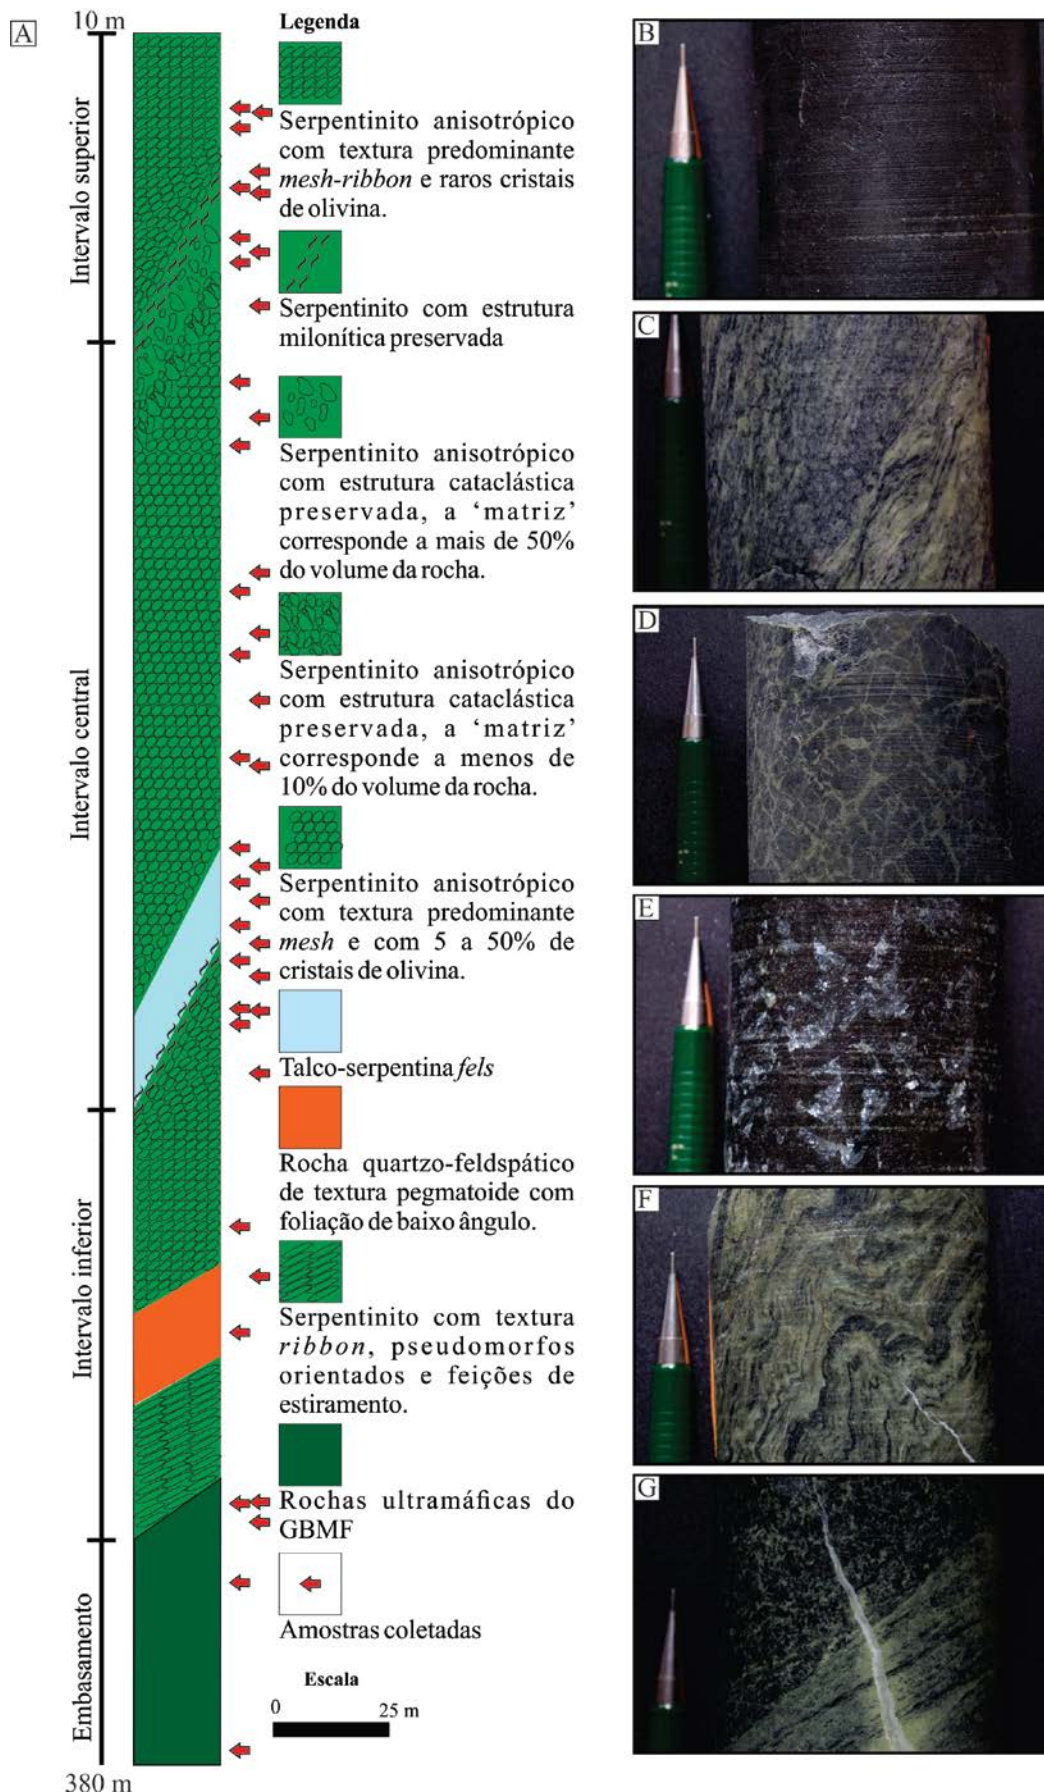 A
10 m
Intervalo superior
Intervalo central
Intervalo inferior
Embasamento
380 m
Legenda
Serpentinito anisotrópico
com textura predominante
mesh-ribbon e raros cristais
de olivina.
Serpentinito com estrutura
milonítica preservada
Serpentinito anisotrópico
com estrutura cataclástica
preservada, a ‘matriz’
corresponde a mais de 50%
do volume da rocha.
Serpentinito anisotrópico
com estrutura cataclástica
preservada, a ‘matriz’
corresponde a menos de
10% do volume da rocha.
Serpentinito anisotrópico
com textura predominante
mesh e com 5 a 50% de
cristais de olivina.
Talco-serpentina fels
Rocha quartzo-feldspático
de textura pegmatoide com
foliação de baixo ângulo.
Serpentinito com textura
ribbon, pseudomorfos
orientados e feições de
estiramento.
Rochas ultramáficas do
GBMF
Amostras coletadas
Escala
0 25 m
B
C
D
E
F
G